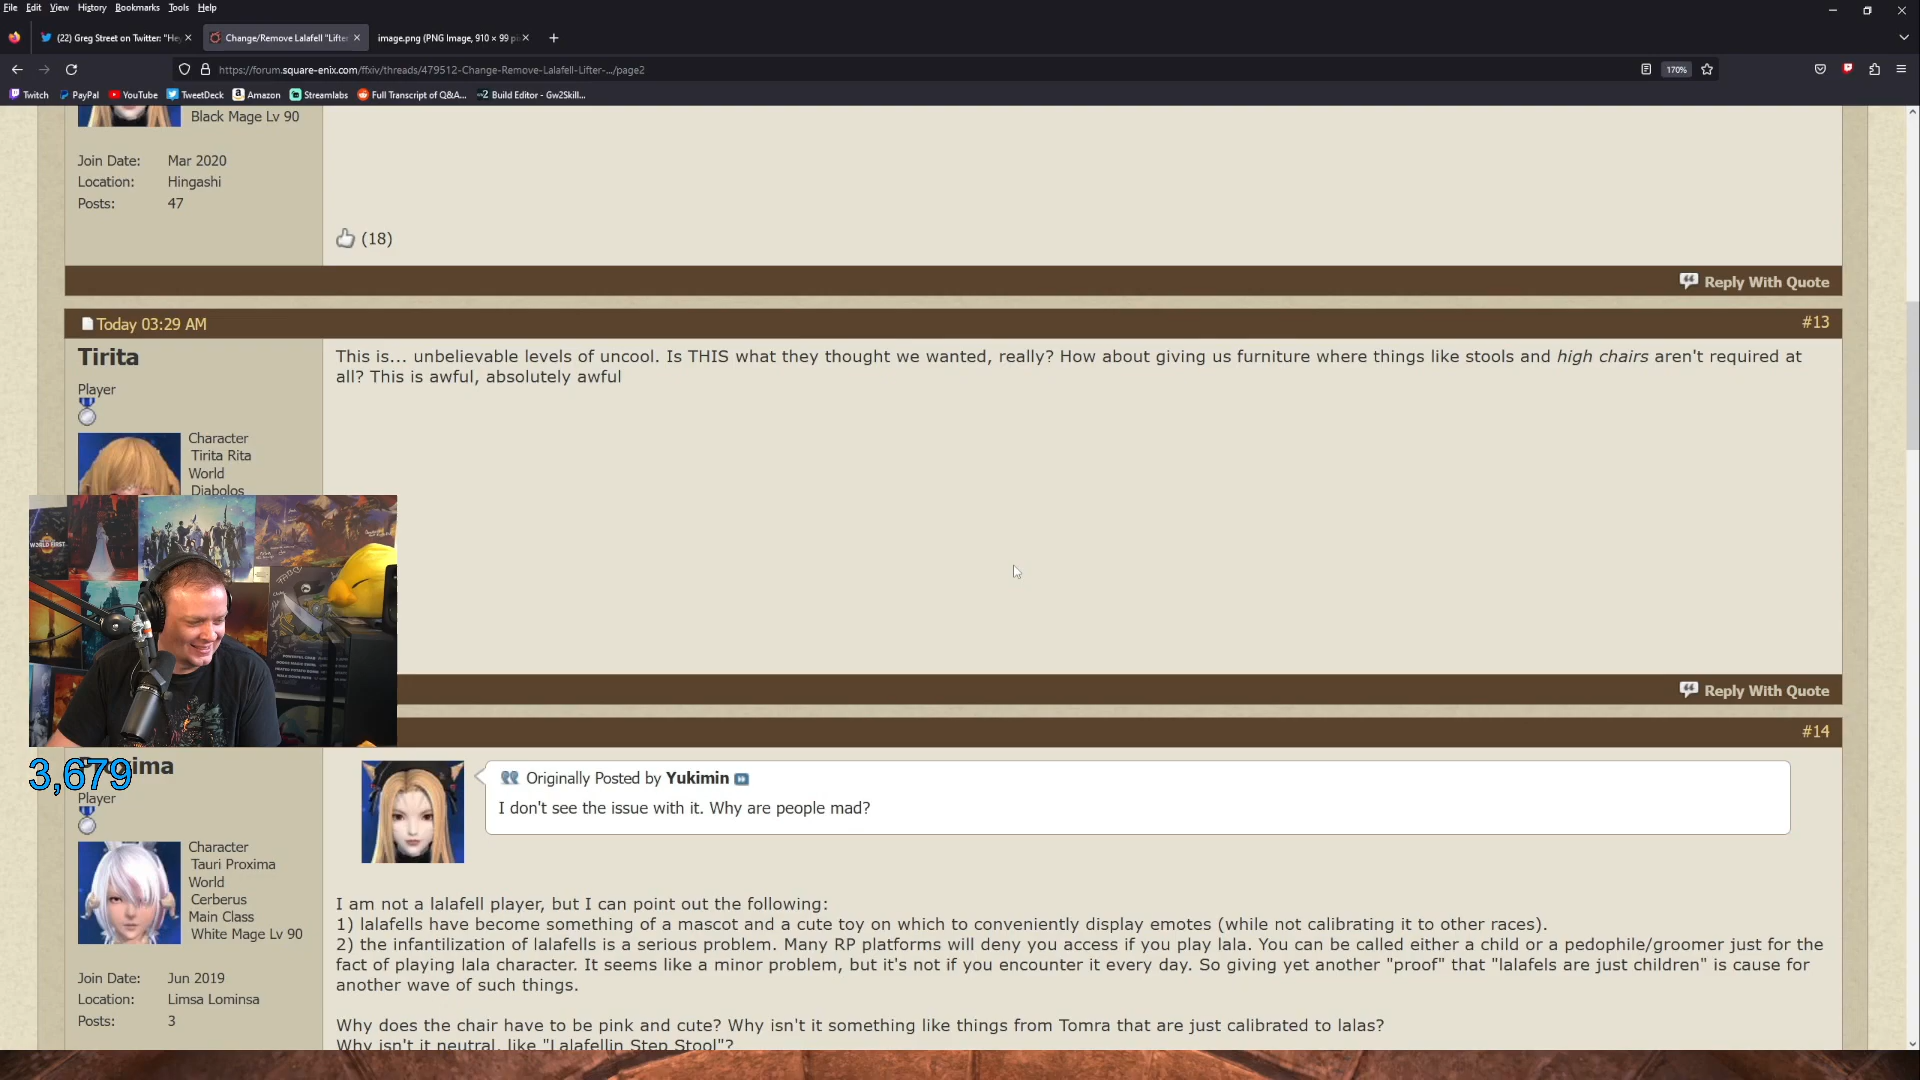 File Edit View History Bookmarks Tools Help
(22) Greg Street on Twitter: "He
Change/Remove Lalafell "Lifter
image.png (PNG Image, 910 × 99 pi
https://forum.square-enix.com/ffxiv/threads/479512-Change-Remove-Lalafell-Lifter-.../page2
170%
Twitch PayPal YouTube TweetDeck Amazon Streamlabs Full Transcript of Q&A... Build Editor - Gw2Skill...
Black Mage Lv 90
Join Date: Mar 2020
Location: Hingashi
Posts: 47
(18)
Reply With Quote
Today 03:29 AM
#13
Tirita
Player
Character
Tirita Rita
World
Diabolos
This is... unbelievable levels of uncool. Is THIS what they thought we wanted, really? How about giving us furniture where things like stools and high chairs aren't required at
all? This is awful, absolutely awful
WORLD FIRST
Reply With Quote
#14
3,679
Player
Character
Tauri Proxima
World
Cerberus
Main Class
White Mage Lv 90
Join Date: Jun 2019
Location: Limsa Lominsa
Posts: 3
Originally Posted by Yukimin
I don't see the issue with it. Why are people mad?
I am not a lalafell player, but I can point out the following:
1) lalafells have become something of a mascot and a cute toy on which to conveniently display emotes (while not calibrating it to other races).
2) the infantilization of lalafells is a serious problem. Many RP platforms will deny you access if you play lala. You can be called either a child or a pedophile/groomer just for the
fact of playing lala character. It seems like a minor problem, but it's not if you encounter it every day. So giving yet another "proof" that "lalafels are just children" is cause for
another wave of such things.
Why does the chair have to be pink and cute? Why isn't it something like things from Tomra that are just calibrated to lalas?
Why isn't it neutral, like "Lalafellin Step Stool"?